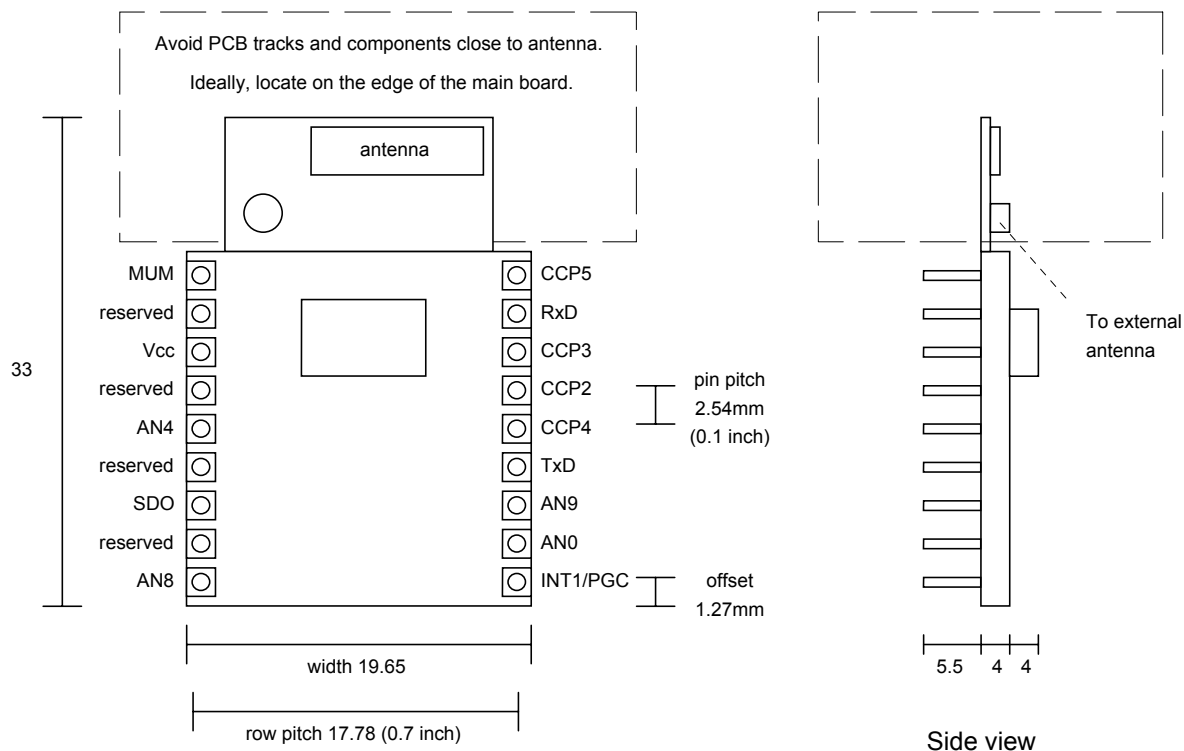 Avoid PCB tracks and components close to antenna.
Ideally, locate on the edge of the main board.
antenna
MUM
reserved
Vcc
reserved
AN4
reserved
SDO
reserved
AN8
CCP5
RxD
CCP3
CCP2
CCP4
TxD
AN9
AN0
INT1/PGC
33
pin pitch
2.54mm
(0.1 inch)
offset
1.27mm
width 19.65
row pitch 17.78 (0.7 inch)
To external
antenna
5.5 4 4
Side view